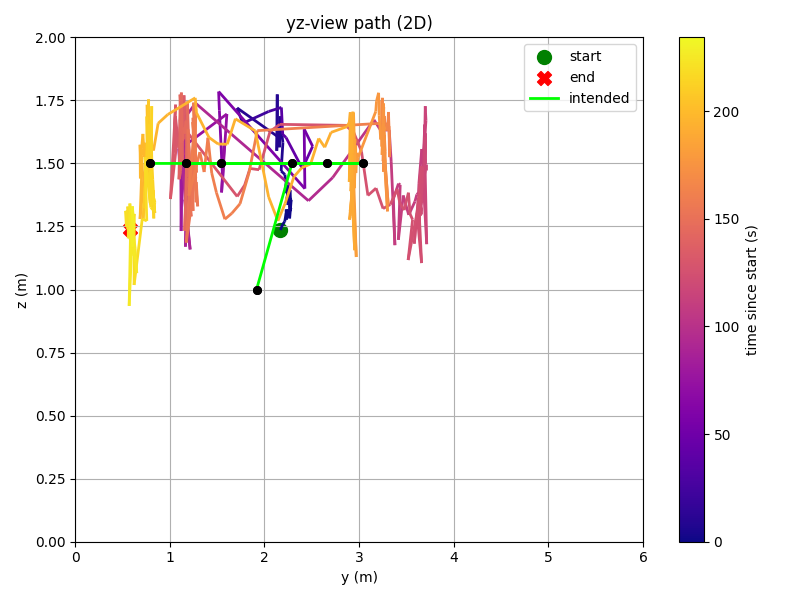 yz-view path (2D)
start
end
intended
2.00
1.75
1.50
1.25
1.00
0.75
0.50
0.25
0.00
z (m)
0 1 2 3 4 5 6
y (m)
200
150
100
50
0
time since start (s)